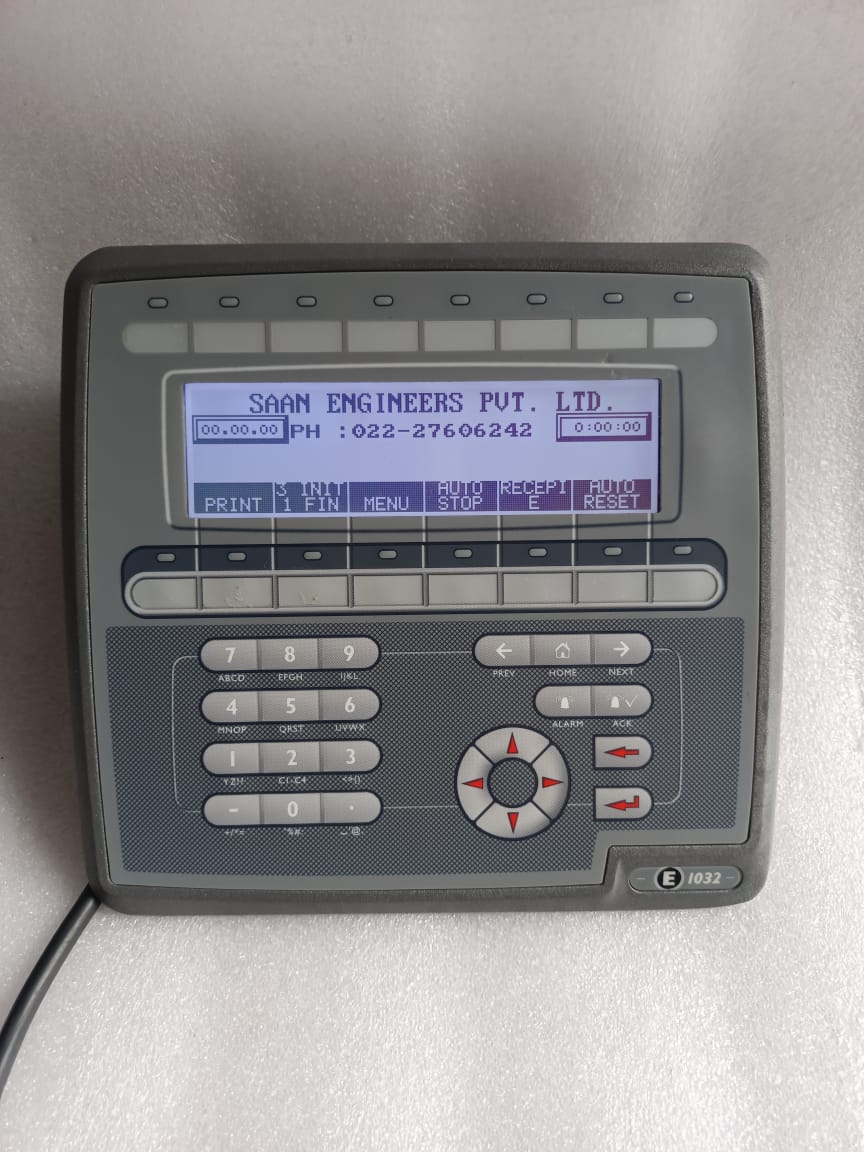 SAAN ENGINEERS PVT. LTD.
00.00.00 PH :022-27606242 0:00:00
3 INIT AUTO RECEPI AUTO
PRINT 1 FIN MENU STOP E RESET
7 8 9
ABCD EFGH IJKL
PREV HOME NEXT
4 5 6
MNOP QRST UVWX
ALARM ACK
1 2 3
YZ C1-C4 <>()
- 0 .
+/*=
E 1032